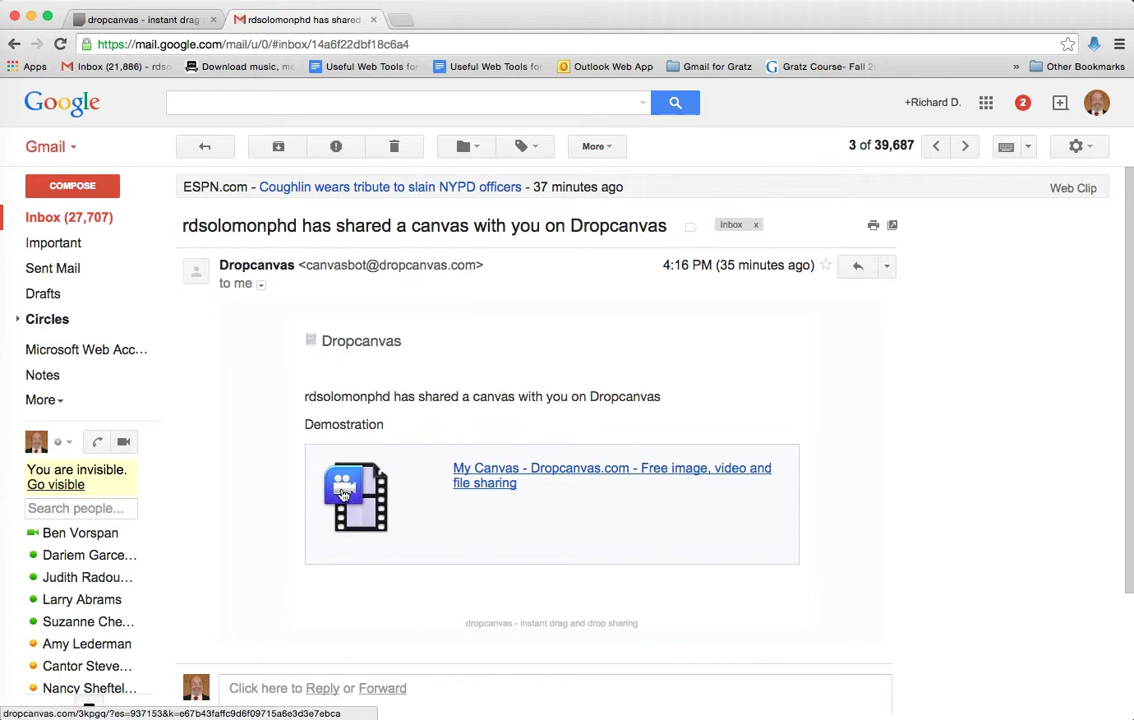 dropcanvas - instant drag a
rdsolomonphd has shared
https://mail.google.com/mail/u/0/#inbox/14a6f22dbf18c6a4
Apps Inbox (21,886) - rdso Download music, mo Useful Web Tools for Useful Web Tools for Outlook Web App Gmail for Gratz Gratz Course- Fall 2 » Other Bookmarks
Google +Richard D. 2
Gmail More 3 of 39,687
COMPOSE
ESPN.com - Coughlin wears tribute to slain NYPD officers - 37 minutes ago Web Clip
Inbox (27,707)
Important
Sent Mail
Drafts
Circles
Microsoft Web Acc...
Notes
More
rdsolomonphd has shared a canvas with you on Dropcanvas Inbox x
Dropcanvas <canvasbot@dropcanvas.com> 4:16 PM (35 minutes ago)
to me
Dropcanvas
rdsolomonphd has shared a canvas with you on Dropcanvas
Demostration
My Canvas - Dropcanvas.com - Free image, video and
file sharing
dropcanvas - instant drag and drop sharing
Click here to Reply or Forward
You are invisible.
Go visible
Search people...
Ben Vorspan
Dariem Garce...
Judith Radou...
Larry Abrams
Suzanne Che...
Amy Lederman
Cantor Steve...
Nancy Sheftel...
dropcanvas.com/3kpgq/?es=937153&k=e67b43faffc9d6f09715a6e3d3e7ebca